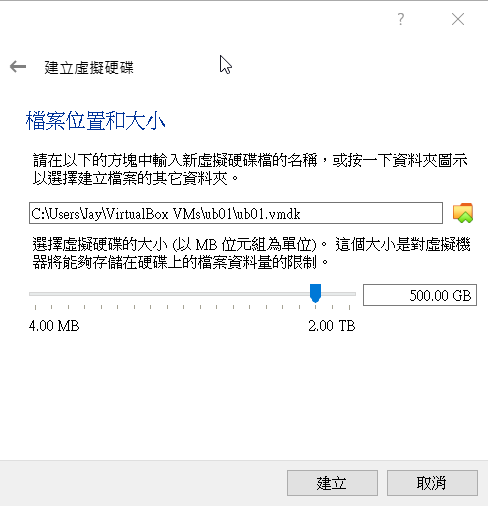 ?
建立虛擬硬碟
檔案位置和大小
請在以下的方塊中輸入新虛擬硬碟檔的名稱，或按一下資料夾圖示
以選擇建立檔案的其它資料夾。
C:\Users\Jay\VirtualBox VMs\ub01\ub01.vmdk
選擇虛擬硬碟的大小 (以 MB 位元組為單位)。 這個大小是對虛擬機
器將能夠存儲在硬碟上的檔案資料量的限制。
500.00 GB
4.00 MB 2.00 TB
建立 取消